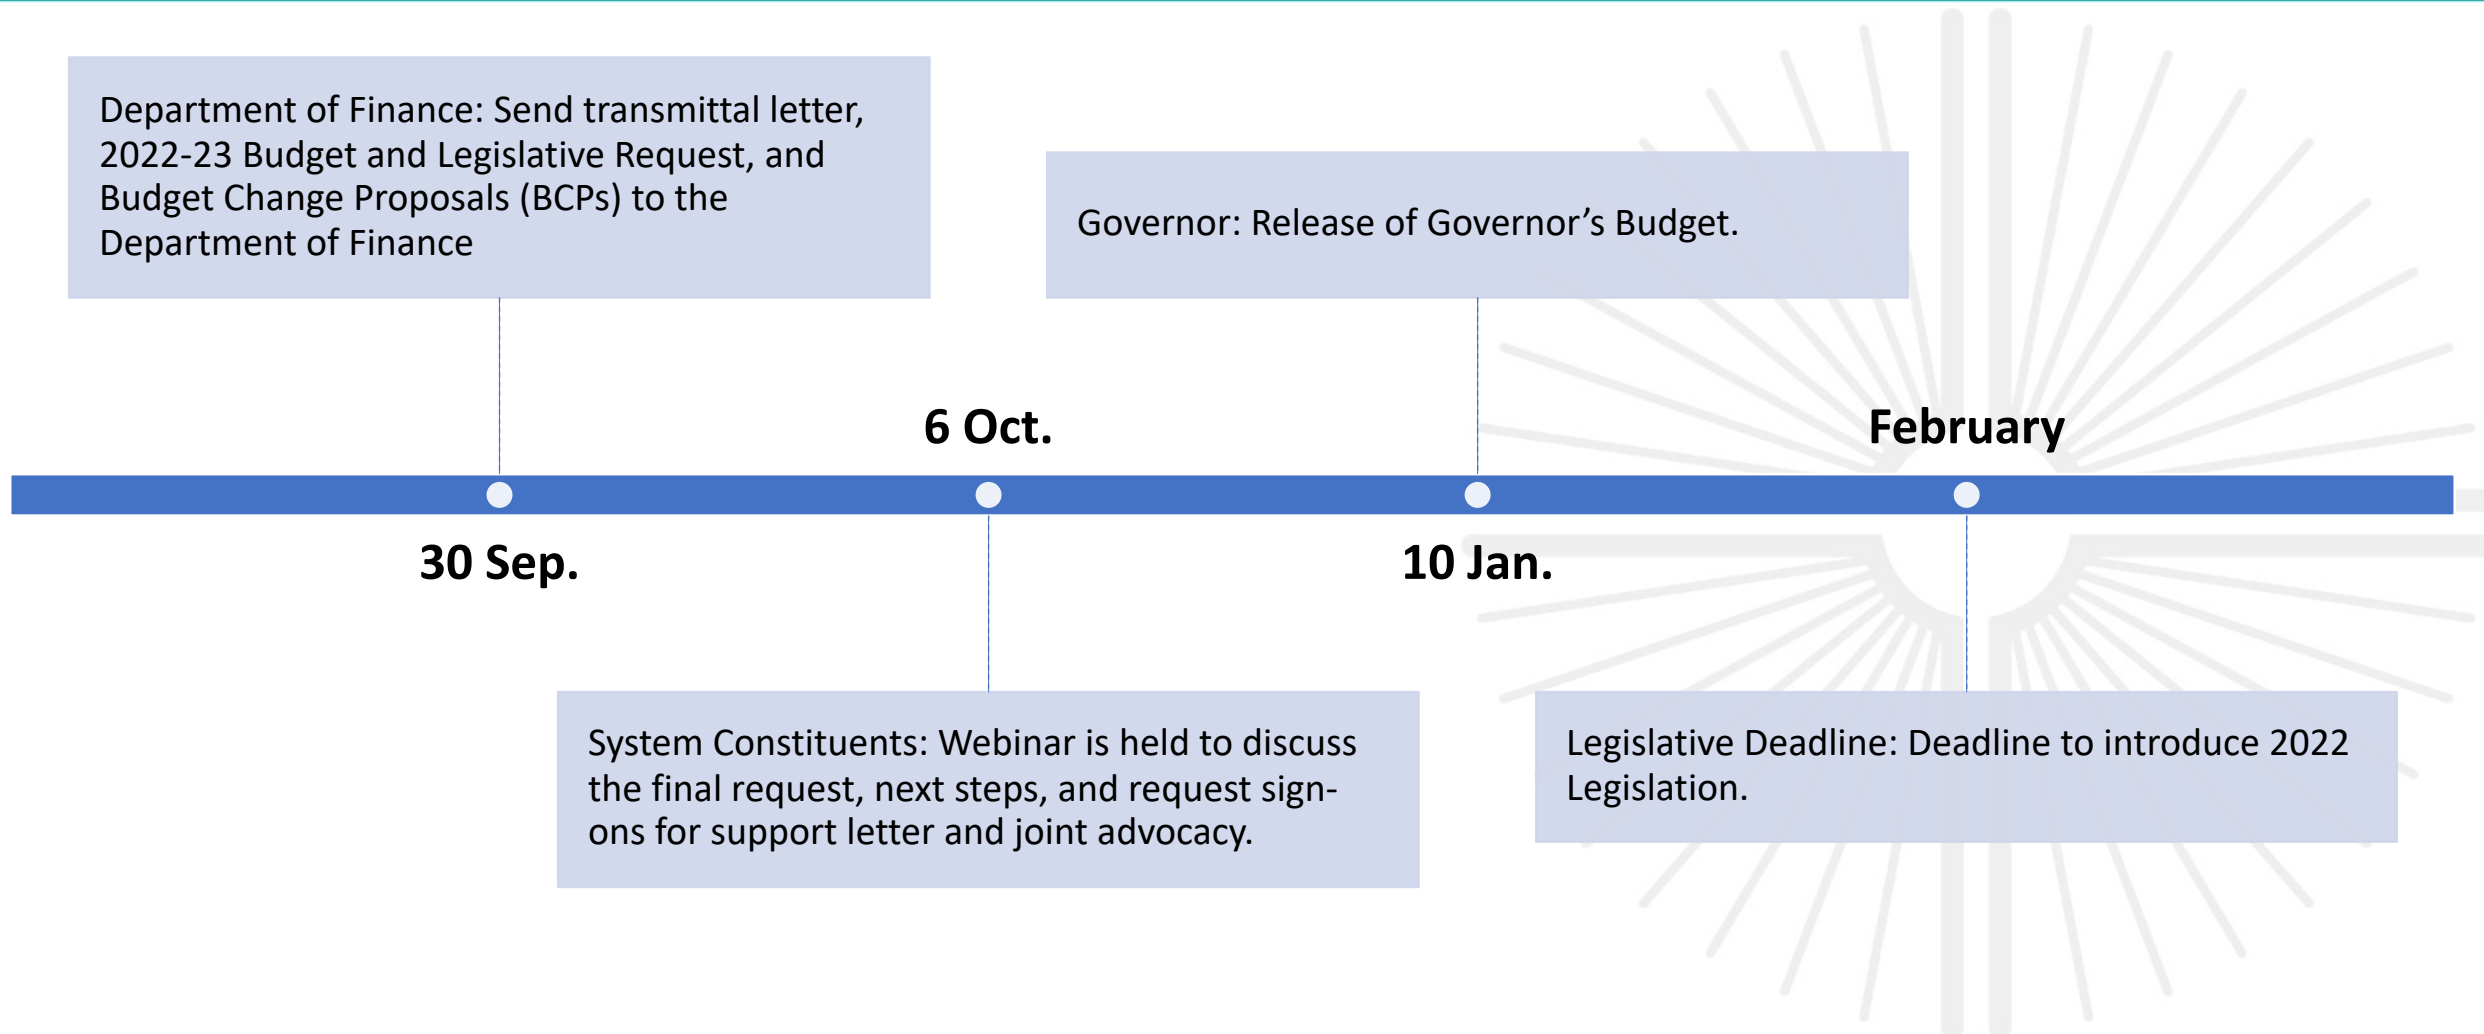 Department of Finance: Send transmittal letter,
2022-23 Budget and Legislative Request, and
Budget Change Proposals (BCPs) to the
Department of Finance
Governor: Release of Governor’s Budget.
6 Oct.
February
30 Sep.
10 Jan.
System Constituents: Webinar is held to discuss
the final request, next steps, and request sign-
ons for support letter and joint advocacy.
Legislative Deadline: Deadline to introduce 2022
Legislation.